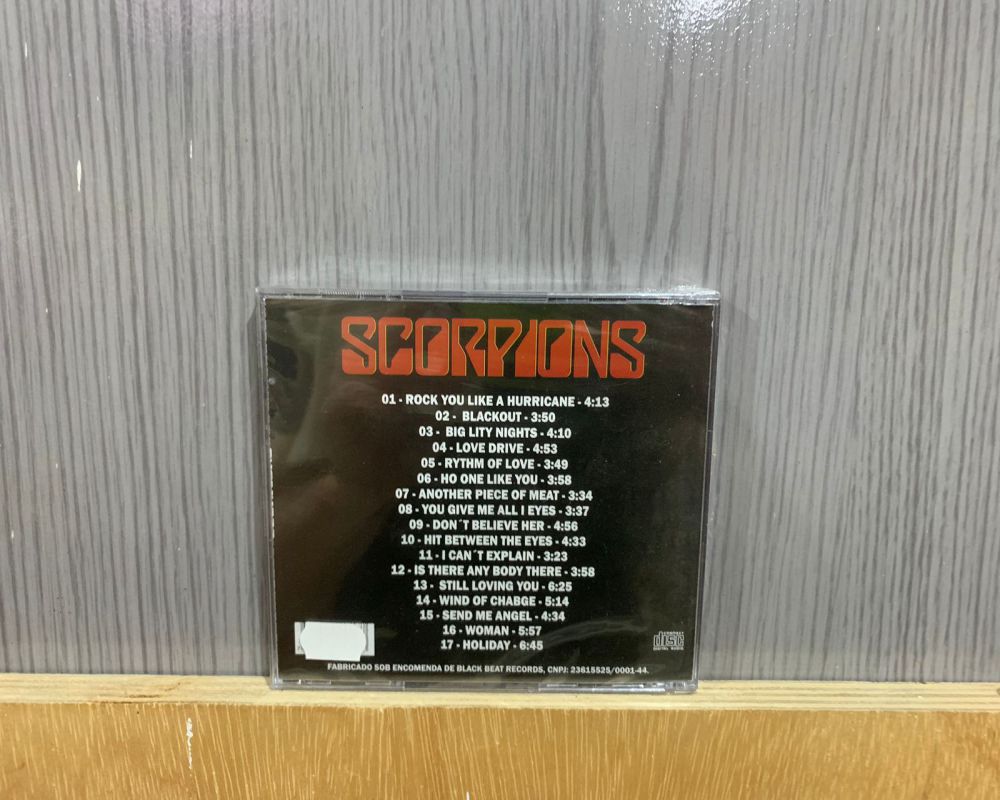 SCORPIONS
01 - ROCK YOU LIKE A HURRICANE - 4:13
02 - BLACKOUT - 3:50
03 - BIG LITY NIGHTS - 4:10
04 - LOVE DRIVE - 4:53
05 - RYTHM OF LOVE - 3:49
06 - HO ONE LIKE YOU - 3:58
07 - ANOTHER PIECE OF MEAT - 3:34
08 - YOU GIVE ME ALL I EYES - 3:37
09 - DON´T BELIEVE HER - 4:56
10 - HIT BETWEEN THE EYES - 4:33
11 - I CAN´T EXPLAIN - 3:23
12 - IS THERE ANY BODY THERE - 3:58
13 - STILL LOVING YOU - 6:25
14 - WIND OF CHABGE - 5:14
15 - SEND ME ANGEL - 4:34
16 - WOMAN - 5:57
17 - HOLIDAY - 6:45
COMPACT
disc
DIGITAL AUDIO
FABRICADO SOB ENCOMENDA DE BLACK BEAT RECORDS, CNPJ: 23615525/0001-44.